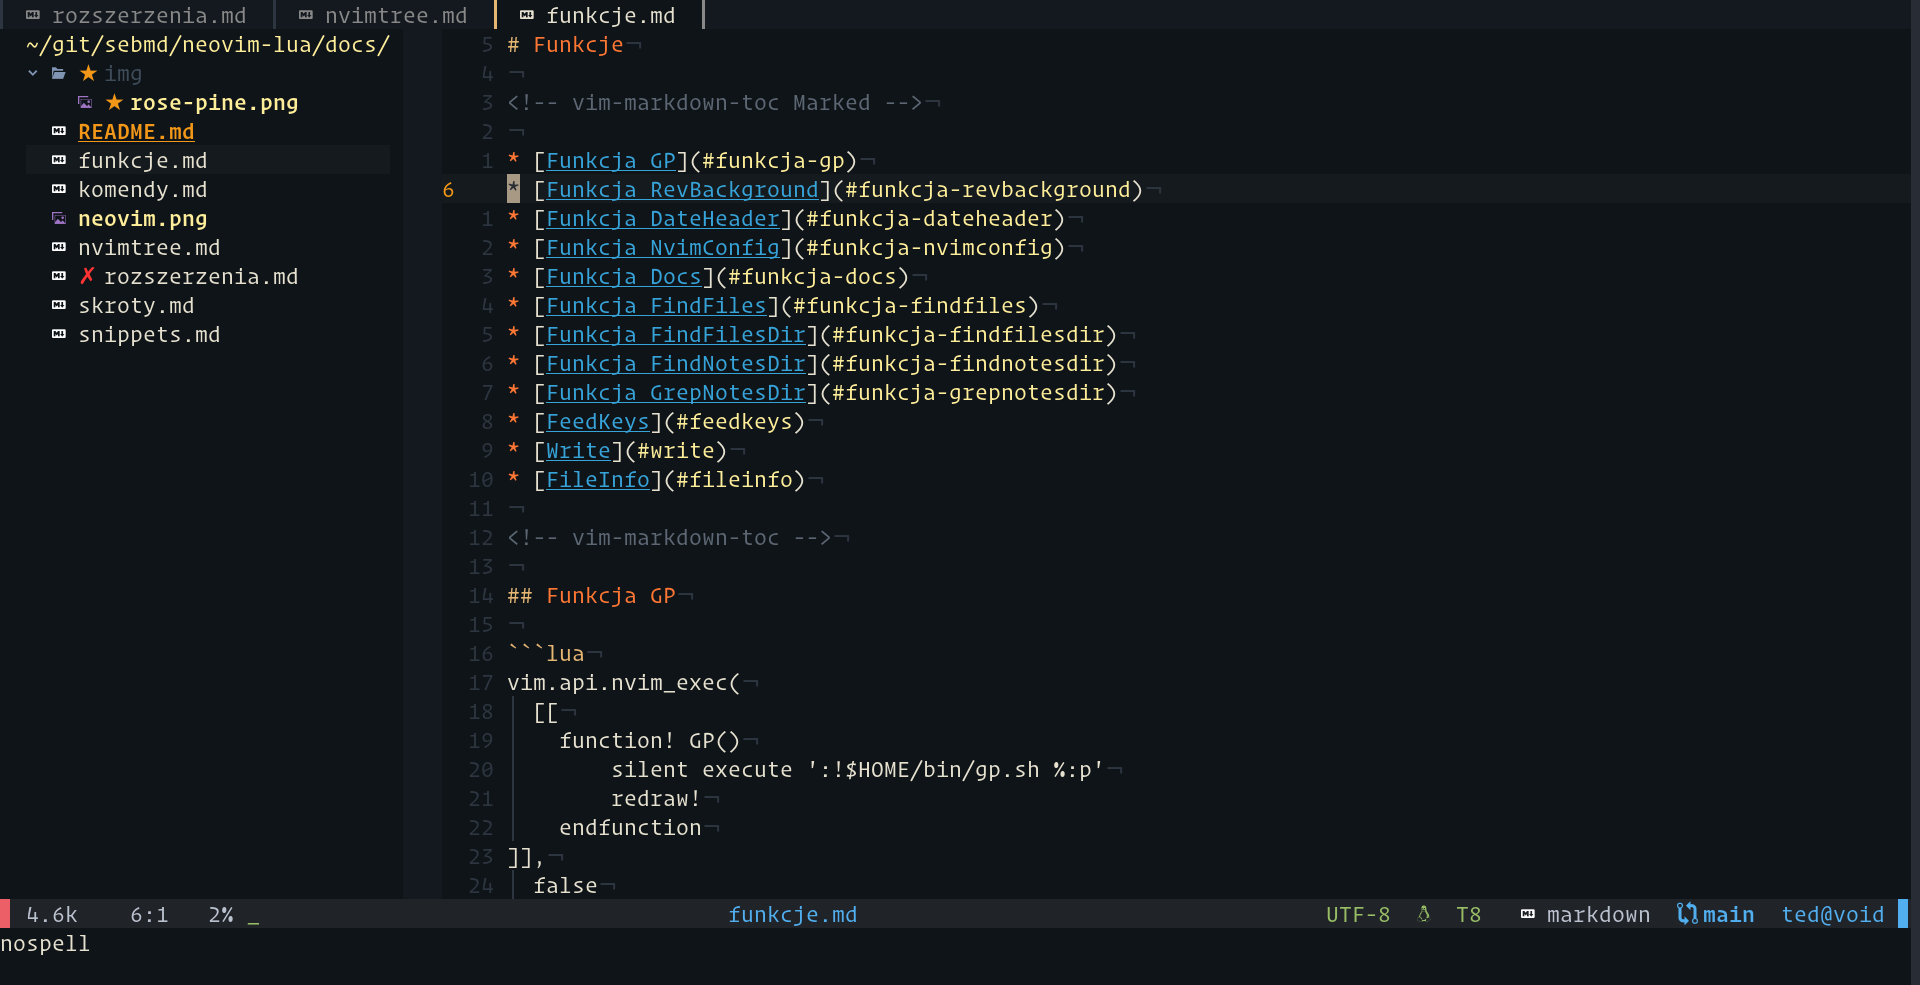 rozszerzenia.md nvimtree.md funkcje.md
~/git/sebmd/neovim-lua/docs/
★ img
★ rose-pine.png
README.md
funkcje.md
komendy.md
neovim.png
nvimtree.md
✗ rozszerzenia.md
skroty.md
snippets.md
5 # Funkcje¬
4 ¬
3 <!-- vim-markdown-toc Marked -->¬
2 ¬
1 * [Funkcja GP](#funkcja-gp)¬
6 * [Funkcja RevBackground](#funkcja-revbackground)¬
1 * [Funkcja DateHeader](#funkcja-dateheader)¬
2 * [Funkcja NvimConfig](#funkcja-nvimconfig)¬
3 * [Funkcja Docs](#funkcja-docs)¬
4 * [Funkcja FindFiles](#funkcja-findfiles)¬
5 * [Funkcja FindFilesDir](#funkcja-findfilesdir)¬
6 * [Funkcja FindNotesDir](#funkcja-findnotesdir)¬
7 * [Funkcja GrepNotesDir](#funkcja-grepnotesdir)¬
8 * [FeedKeys](#feedkeys)¬
9 * [Write](#write)¬
10 * [FileInfo](#fileinfo)¬
11 ¬
12 <!-- vim-markdown-toc -->¬
13 ¬
14 ## Funkcja GP¬
15 ¬
16 ```lua¬
17 vim.api.nvim_exec(¬
18 [[¬
19 function! GP()¬
20 silent execute ':!$HOME/bin/gp.sh %:p'¬
21 redraw!¬
22 endfunction¬
23 ]],¬
24 false¬
4.6k 6:1 2% _ funkcje.md UTF-8 T8 markdown main ted@void
nospell